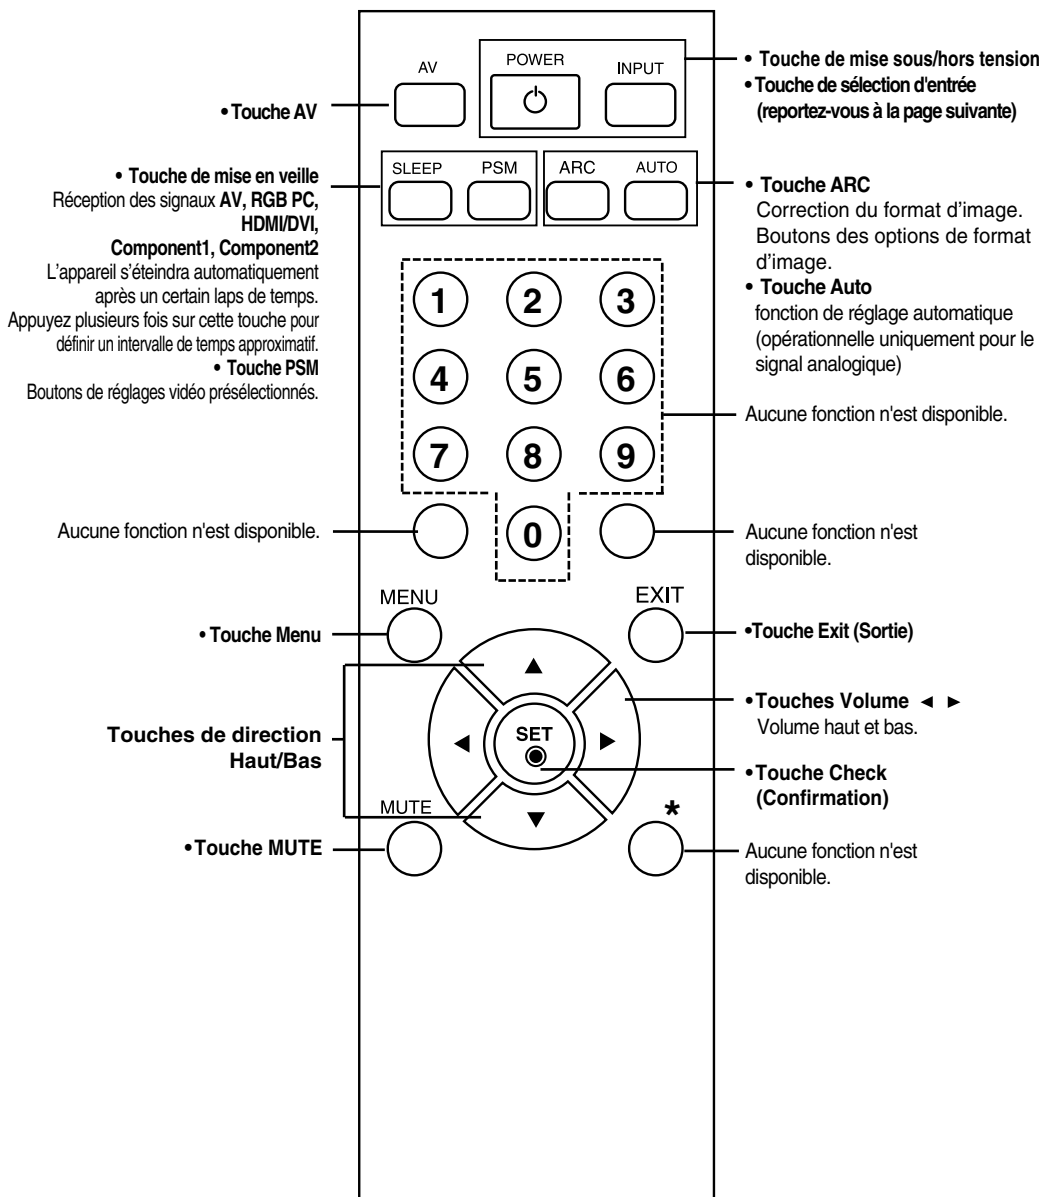 AV
POWER
INPUT
• Touche AV
• Touche de mise sous/hors tension
• Touche de sélection d'entrée
(reportez-vous à la page suivante)
SLEEP
PSM
ARC
AUTO
• Touche de mise en veille
Réception des signaux AV, RGB PC,
HDMI/DVI,
Component1, Component2
L'appareil s'éteindra automatiquement
après un certain laps de temps.
Appuyez plusieurs fois sur cette touche pour
définir un intervalle de temps approximatif.
• Touche PSM
Boutons de réglages vidéo présélectionnés.
• Touche ARC
Correction du format d'image.
Boutons des options de format
d'image.
• Touche Auto
fonction de réglage automatique
(opérationnelle uniquement pour le
signal analogique)
1
2
3
4
5
6
7
8
9
0
Aucune fonction n'est disponible.
Aucune fonction n'est disponible.
Aucune fonction n'est
disponible.
MENU
EXIT
• Touche Menu
•Touche Exit (Sortie)
▲
◄
SET
►
▼
Touches de direction
Haut/Bas
• Touches Volume ◄ ►
Volume haut et bas.
• Touche Check
(Confirmation)
MUTE
*
• Touche MUTE
Aucune fonction n'est
disponible.